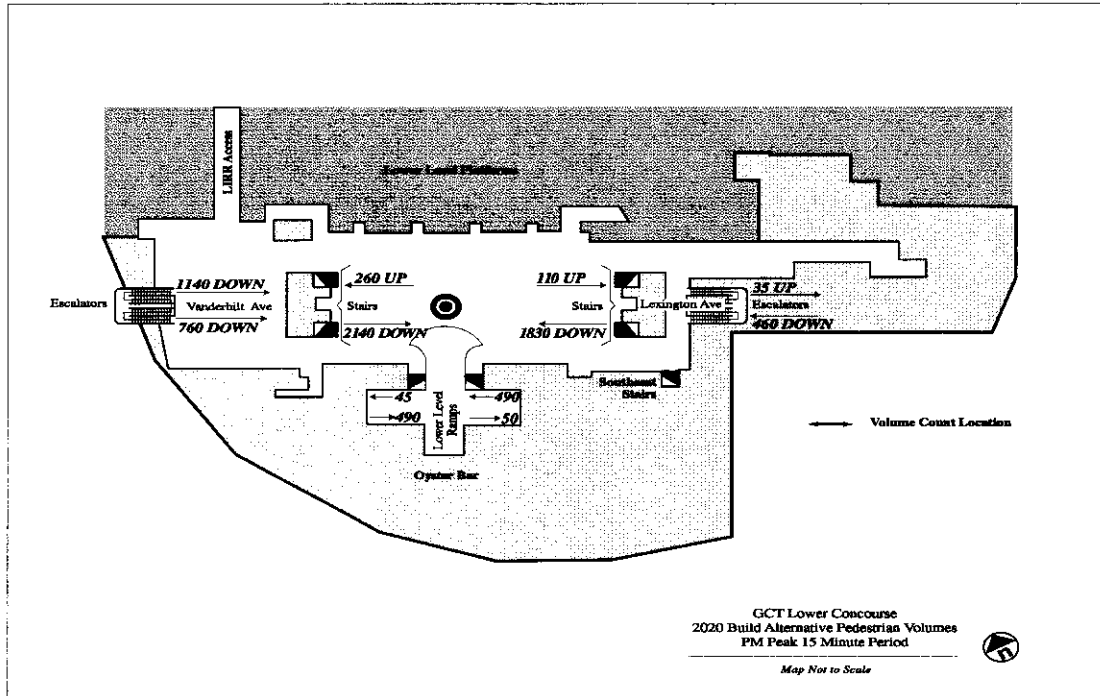 LIRR Access
Lower Level Platforms
1140 DOWN
260 UP
110 UP
35 UP
Escalators
Vanderbilt Ave
Stairs
Stairs
Lexington Ave
Escalators
760 DOWN
2140 DOWN
1830 DOWN
460 DOWN
Southeast
Stairs
45
490
490
50
Lower Level
Ramps
Volume Count Location
Oyster Bar
GCT Lower Concourse
2020 Build Alternative Pedestrian Volumes
PM Peak 15 Minute Period
Map Not to Scale
n